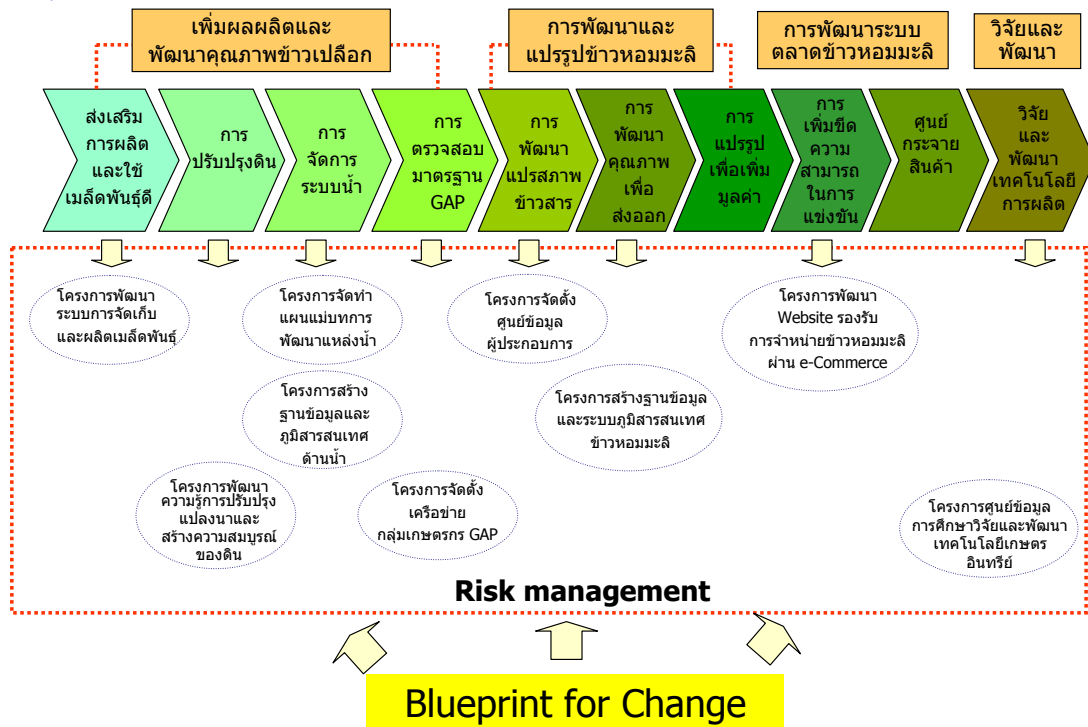 เพิ่มผลผลิตและ
พัฒนาคุณภาพข้าวเปลือก
การพัฒนาและ
แปรรูปข้าวหอมมะลิ
การพัฒนาระบบ
ตลาดข้าวหอมมะลิ
วิจัยและ
พัฒนา
ส่งเสริม
การผลิต
และใช้
เมล็ดพันธุ์ดี
การ
ปรับปรุงดิน
การ
จัดการ
ระบบน้ำ
การ
ตรวจสอบ
มาตรฐาน
GAP
การ
พัฒนา
แปรสภาพ
ข้าวสาร
การ
พัฒนา
คุณภาพ
เพื่อ
ส่งออก
การ
แปรรูป
เพื่อเพิ่ม
มูลค่า
การ
เพิ่มขีด
ความ
สามารถ
ในการ
แข่งขัน
ศูนย์
กระจาย
สินค้า
วิจัย
และ
พัฒนา
เทคโนโลยี
การผลิต
โครงการพัฒนา
ระบบการจัดเก็บ
และผลิตเมล็ดพันธุ์
โครงการจัดทำ
แผนแม่บทการ
พัฒนาแหล่งน้ำ
โครงการจัดตั้ง
ศูนย์ข้อมูล
ผู้ประกอบการ
โครงการพัฒนา
Website รองรับ
การจำหน่ายข้าวหอมมะลิ
ผ่าน e-Commerce
โครงการสร้าง
ฐานข้อมูลและ
ภูมิสารสนเทศ
ด้านน้ำ
โครงการสร้างฐานข้อมูล
และระบบภูมิสารสนเทศ
ข้าวหอมมะลิ
โครงการพัฒนา
ความรู้การปรับปรุง
แปลงนาและ
สร้างความสมบูรณ์
ของดิน
โครงการจัดตั้ง
เครือข่าย
กลุ่มเกษตรกร GAP
โครงการศูนย์ข้อมูล
การศึกษาวิจัยและพัฒนา
เทคโนโลยีเกษตร
อินทรีย์
Risk management
Blueprint for Change